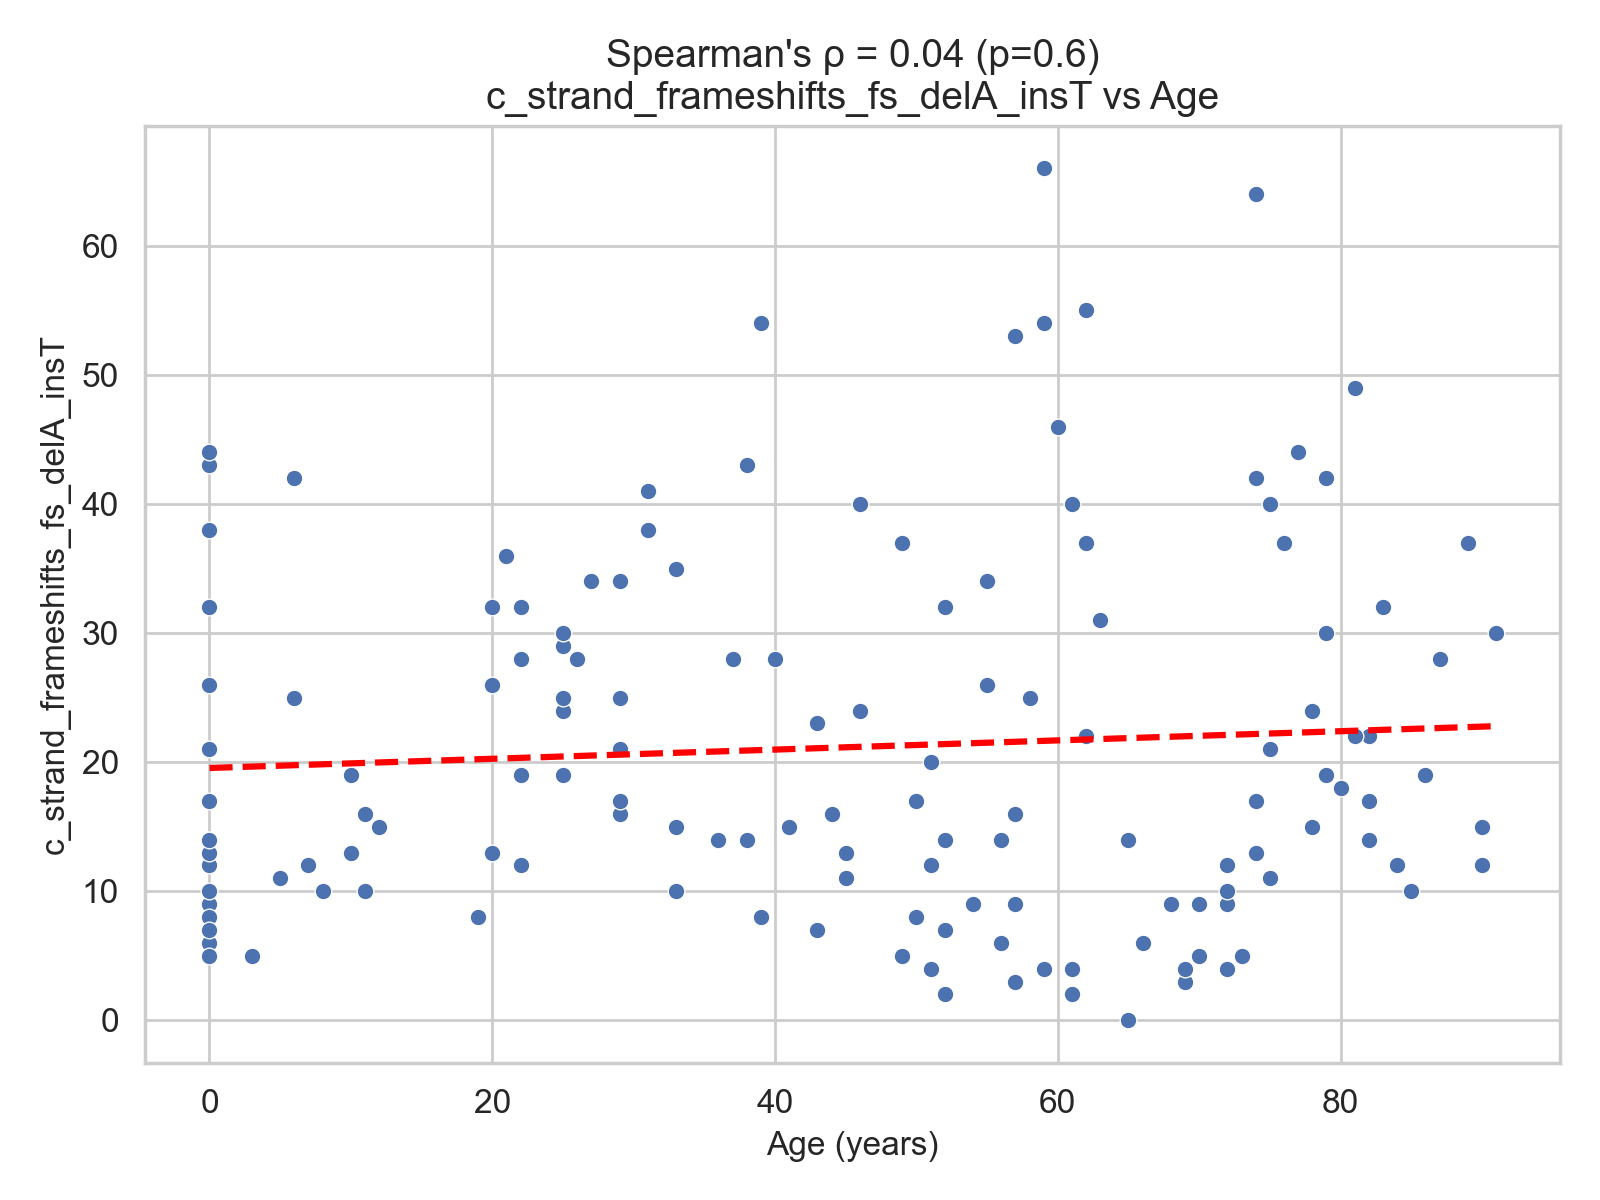 Spearman's ρ = 0.04 (p=0.6)
c_strand_frameshifts_fs_delA_insT vs Age
c_strand_frameshifts_fs_delA_insT
60
50
40
30
20
10
0
0 20 40 60 80
Age (years)